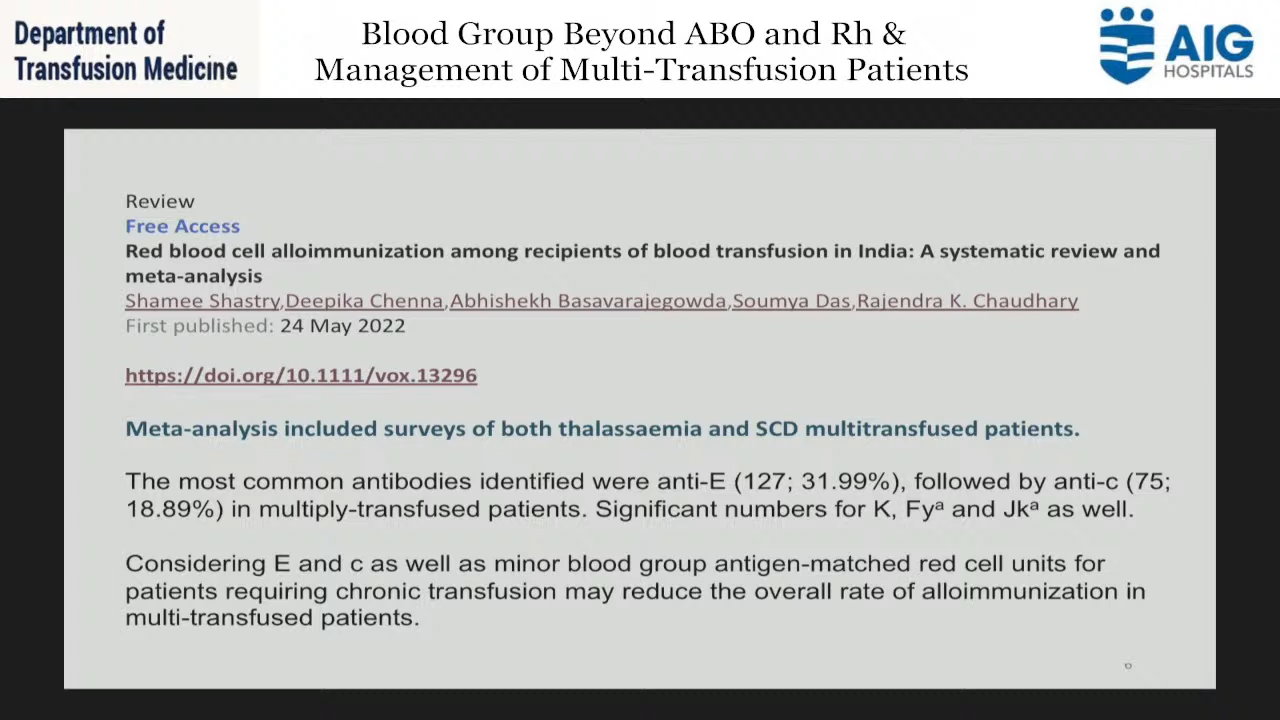 Department of
Transfusion Medicine
Blood Group Beyond ABO and Rh &
Management of Multi-Transfusion Patients
AIG
HOSPITALS
Review
Free Access
Red blood cell alloimmunization among recipients of blood transfusion in India: A systematic review and
meta-analysis
Shamee Shastry,Deepika Chenna,Abhishekh Basavarajegowda,Soumya Das,Rajendra K. Chaudhary
First published: 24 May 2022
https://doi.org/10.1111/vox.13296
Meta-analysis included surveys of both thalassaemia and SCD multitransfused patients.
The most common antibodies identified were anti-E (127; 31.99%), followed by anti-c (75;
18.89%) in multiply-transfused patients. Significant numbers for K, Fyª and Jkª as well.
Considering E and c as well as minor blood group antigen-matched red cell units for
patients requiring chronic transfusion may reduce the overall rate of alloimmunization in
multi-transfused patients.